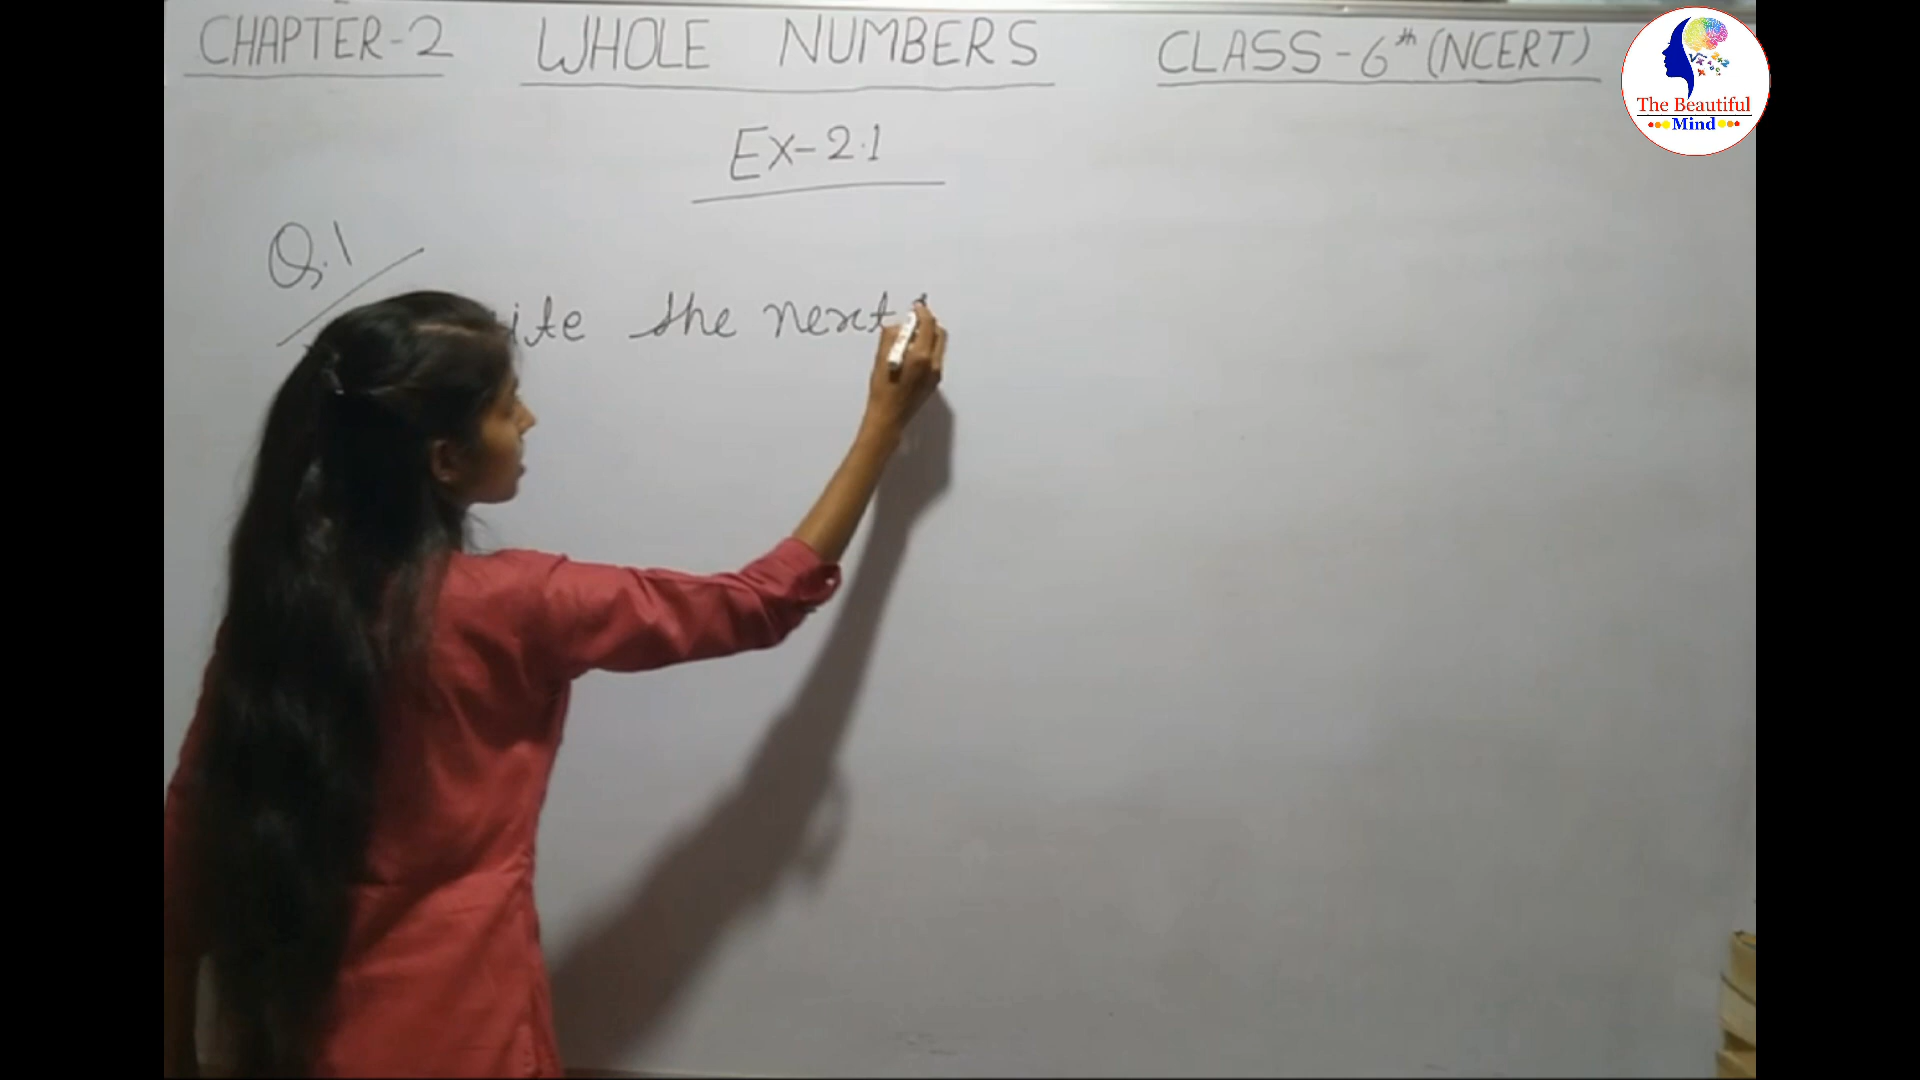 CHAPTER-2 WHOLE NUMBERS CLASS-6th (NCERT)
The Beautiful
Mind
Ex-2.1
Q.1
ite the next